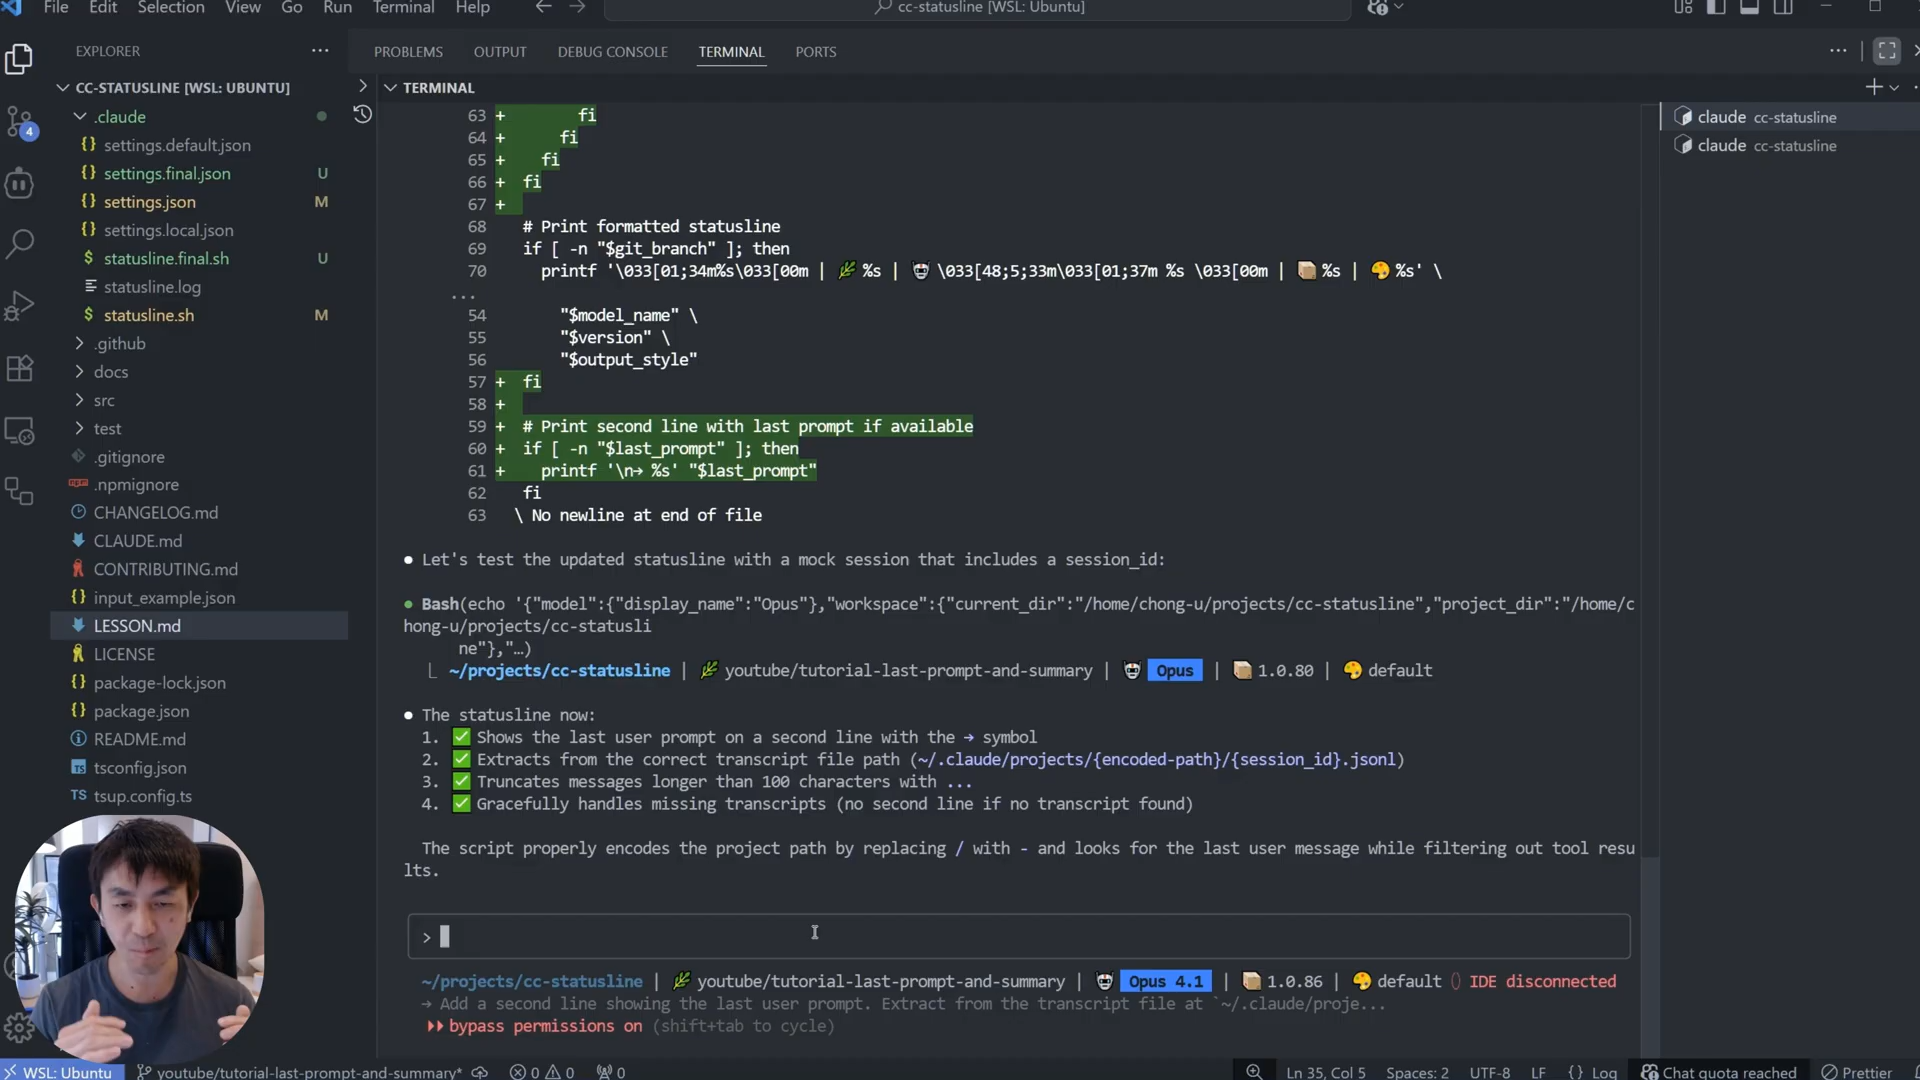 File Edit Selection View Go Run Terminal Help
cc-statusline [WSL: Ubuntu]
EXPLORER
PROBLEMS OUTPUT DEBUG CONSOLE TERMINAL PORTS
CC-STATUSLINE [WSL: UBUNTU]
.claude
settings.default.json
settings.final.json U
settings.json M
settings.local.json
statusline.final.sh U
statusline.log
statusline.sh M
.github
docs
src
test
.gitignore
.npmignore
CHANGELOG.md
CLAUDE.md
CONTRIBUTING.md
input_example.json
LESSON.md
LICENSE
package-lock.json
package.json
README.md
tsconfig.json
tsup.config.ts
4
TERMINAL
63 + fi
64 + fi
65 + fi
66 + fi
67 +
68 # Print formatted statusline
69 if [ -n "$git_branch" ]; then
70 printf '\033[01;34m%s\033[00m | 🌿 %s | 🤖 \033[48;5;33m\033[01;37m %s \033[00m | 📦 %s | 🎨 %s' \
...
54 "$model_name" \
55 "$version" \
56 "$output_style"
57 + fi
58 +
59 + # Print second line with last prompt if available
60 + if [ -n "$last_prompt" ]; then
61 + printf '\n→ %s' "$last_prompt"
62 fi
63 \ No newline at end of file
● Let's test the updated statusline with a mock session that includes a session_id:
● Bash(echo '{"model":{"display_name":"Opus"},"workspace":{"current_dir":"/home/chong-u/projects/cc-statusline","project_dir":"/home/c
hong-u/projects/cc-statusli
ne"},"…)
~/projects/cc-statusline | 🌿 youtube/tutorial-last-prompt-and-summary | 🤖 Opus | 📦 1.0.80 | 🎨 default
● The statusline now:
1. ✅ Shows the last user prompt on a second line with the → symbol
2. ✅ Extracts from the correct transcript file path (~/.claude/projects/{encoded-path}/{session_id}.jsonl)
3. ✅ Truncates messages longer than 100 characters with ...
4. ✅ Gracefully handles missing transcripts (no second line if no transcript found)
The script properly encodes the project path by replacing / with - and looks for the last user message while filtering out tool resu
lts.
>
~/projects/cc-statusline | 🌿 youtube/tutorial-last-prompt-and-summary | 🤖 Opus 4.1 | 📦 1.0.86 | 🎨 default IDE disconnected
→ Add a second line showing the last user prompt. Extract from the transcript file at `~/.claude/proje...
bypass permissions on (shift+tab to cycle)
claude cc-statusline
claude cc-statusline
WSL: Ubuntu youtube/tutorial-last-prompt-and-summary* 0 0 0 Ln 35, Col 5 Spaces: 2 UTF-8 LF {} Log Chat quota reached Prettier